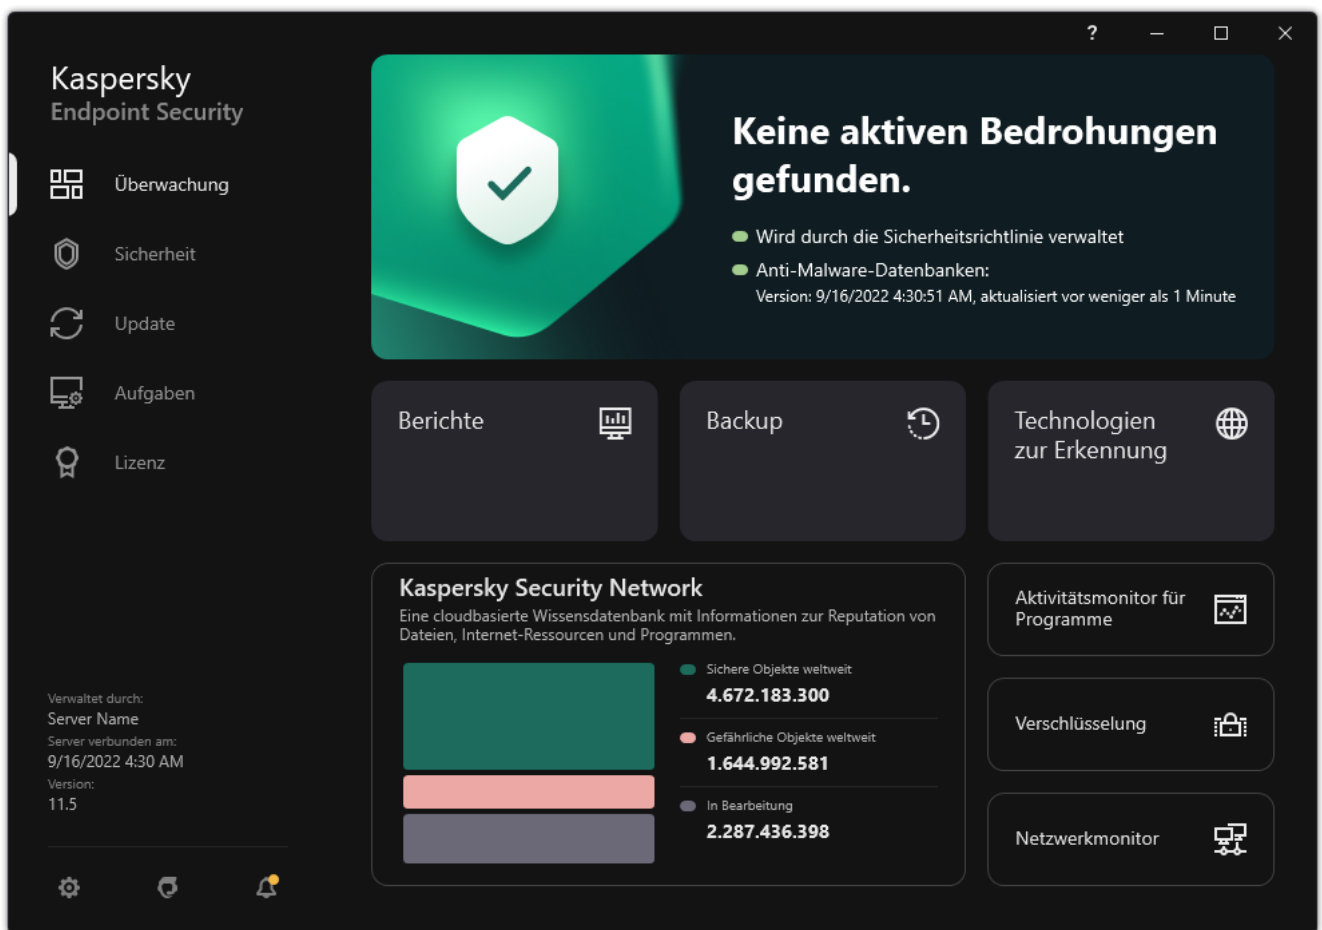 ?
Kaspersky
Endpoint Security
Überwachung
Sicherheit
Update
Aufgaben
Lizenz
Verwaltet durch:
Server Name
Server verbunden am:
9/16/2022 4:30 AM
Version:
11.5
Keine aktiven Bedrohungen
gefunden.
Wird durch die Sicherheitsrichtlinie verwaltet
Anti-Malware-Datenbanken:
Version: 9/16/2022 4:30:51 AM, aktualisiert vor weniger als 1 Minute
Berichte
Backup
Technologien
zur Erkennung
Kaspersky Security Network
Eine cloudbasierte Wissensdatenbank mit Informationen zur Reputation von
Dateien, Internet-Ressourcen und Programmen.
Sichere Objekte weltweit
4.672.183.300
Gefährliche Objekte weltweit
1.644.992.581
In Bearbeitung
2.287.436.398
Aktivitätsmonitor für
Programme
Verschlüsselung
Netzwerkmonitor